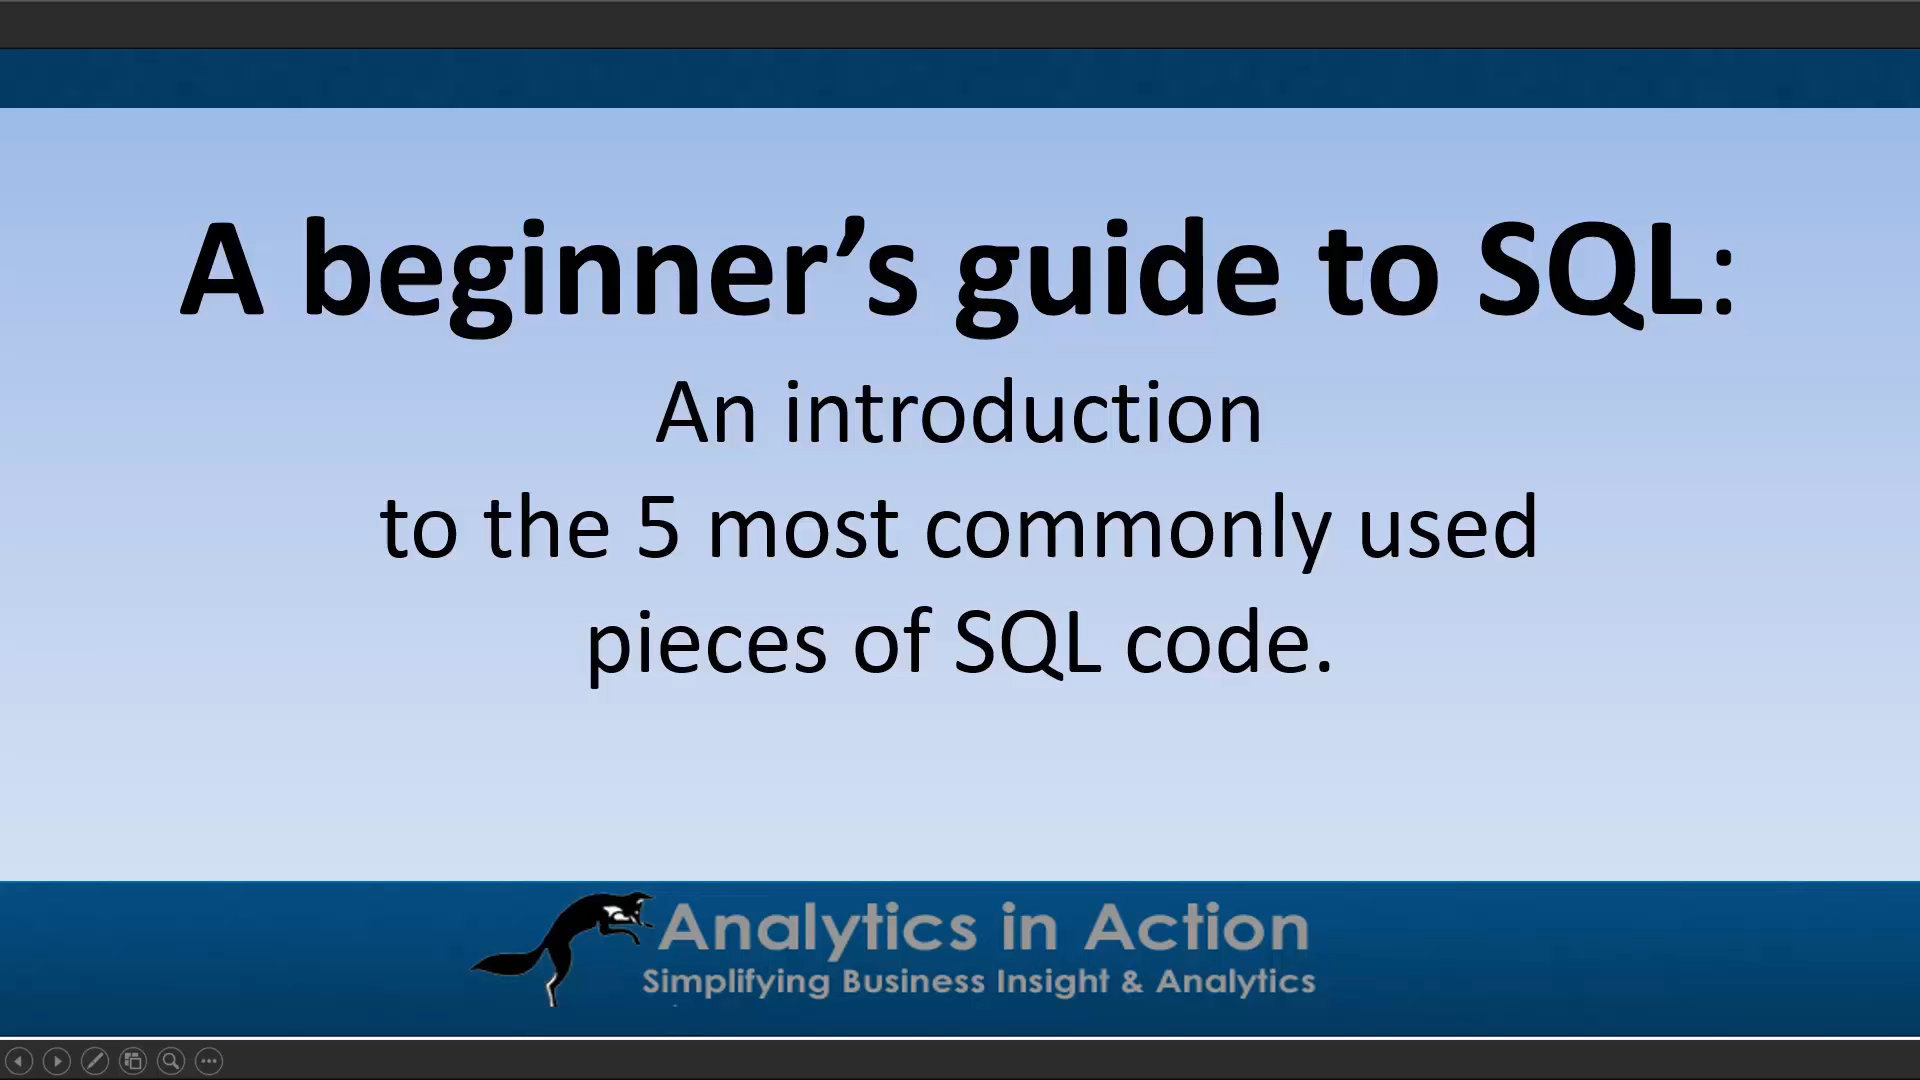 A beginner’s guide to SQL:
An introduction
to the 5 most commonly used
pieces of SQL code.
Analytics in Action
Simplifying Business Insight & Analytics